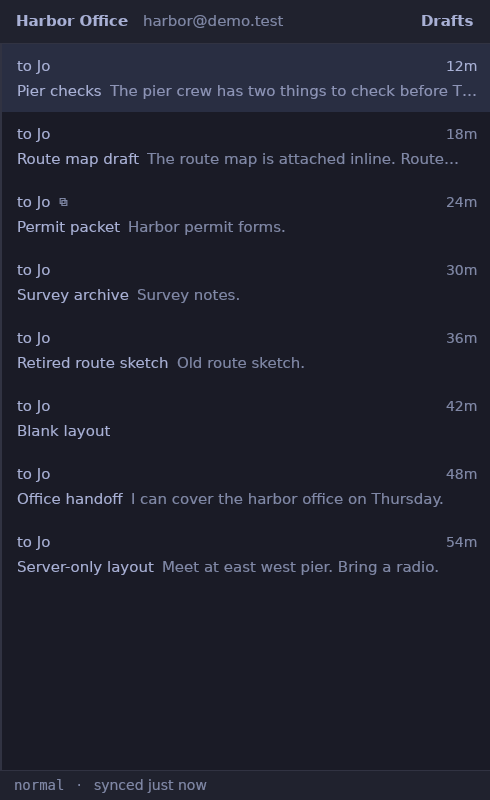 Harbor Office harbor@demo.test Drafts
to Jo 12m
Pier checks The pier crew has two things to check before T…
to Jo 18m
Route map draft The route map is attached inline. Route…
to Jo 24m
Permit packet Harbor permit forms.
to Jo 30m
Survey archive Survey notes.
to Jo 36m
Retired route sketch Old route sketch.
to Jo 42m
Blank layout
to Jo 48m
Office handoff I can cover the harbor office on Thursday.
to Jo 54m
Server-only layout Meet at east west pier. Bring a radio.
normal · synced just now